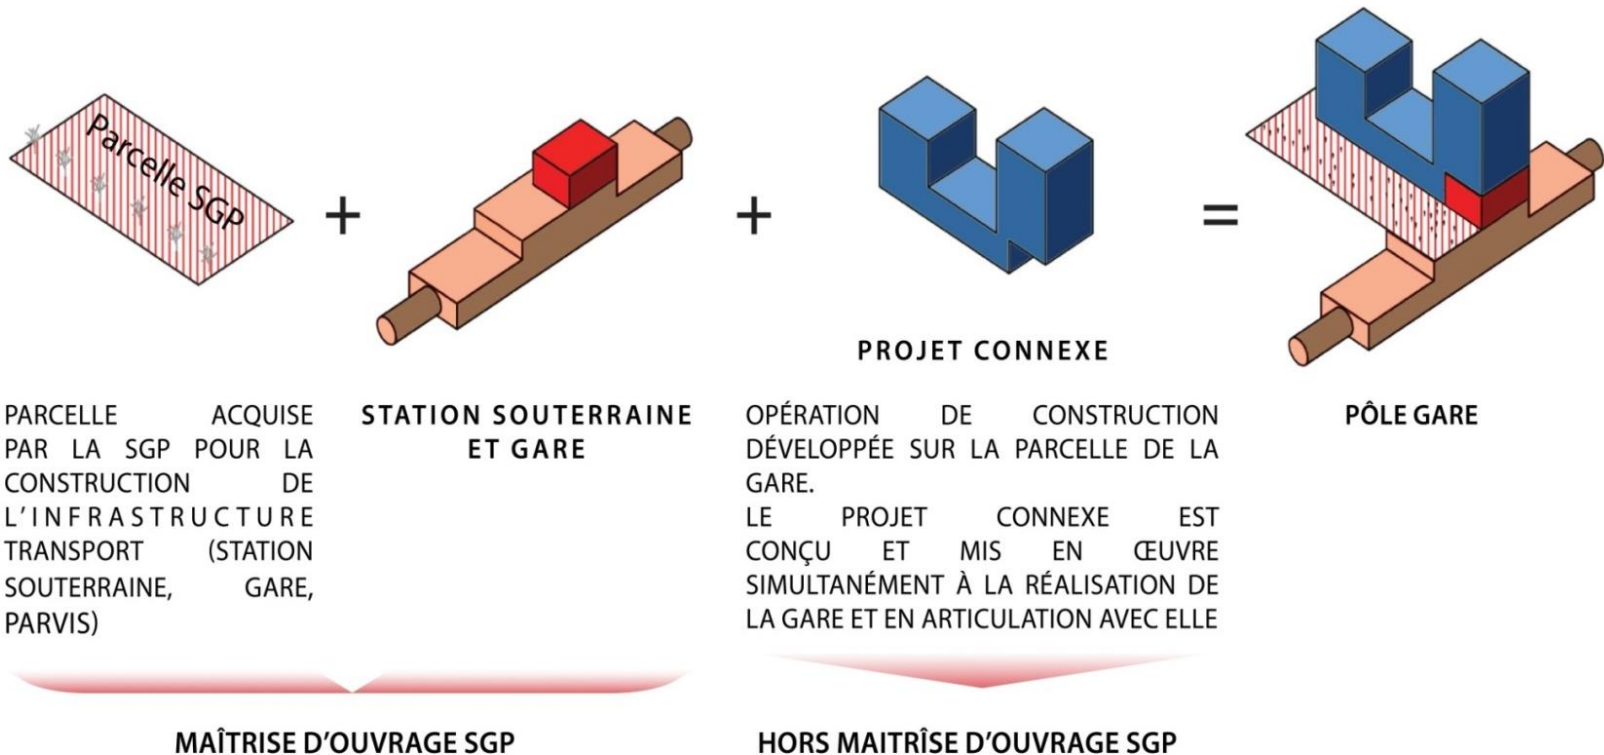 Parcelle SGP
+
+
=
PARCELLE ACQUISE
PAR LA SGP POUR LA
CONSTRUCTION DE
L'INFRASTRUCTURE
TRANSPORT (STATION
SOUTERRAINE, GARE,
PARVIS)
STATION SOUTERRAINE
ET GARE
PROJET CONNEXE
OPÉRATION DE CONSTRUCTION
DÉVELOPPÉE SUR LA PARCELLE DE LA
GARE.
LE PROJET CONNEXE EST
CONÇU ET MIS EN ŒUVRE
SIMULTANÉMENT À LA RÉALISATION DE
LA GARE ET EN ARTICULATION AVEC ELLE
PÔLE GARE
MAÎTRISE D'OUVRAGE SGP
HORS MAITRÎSE D'OUVRAGE SGP